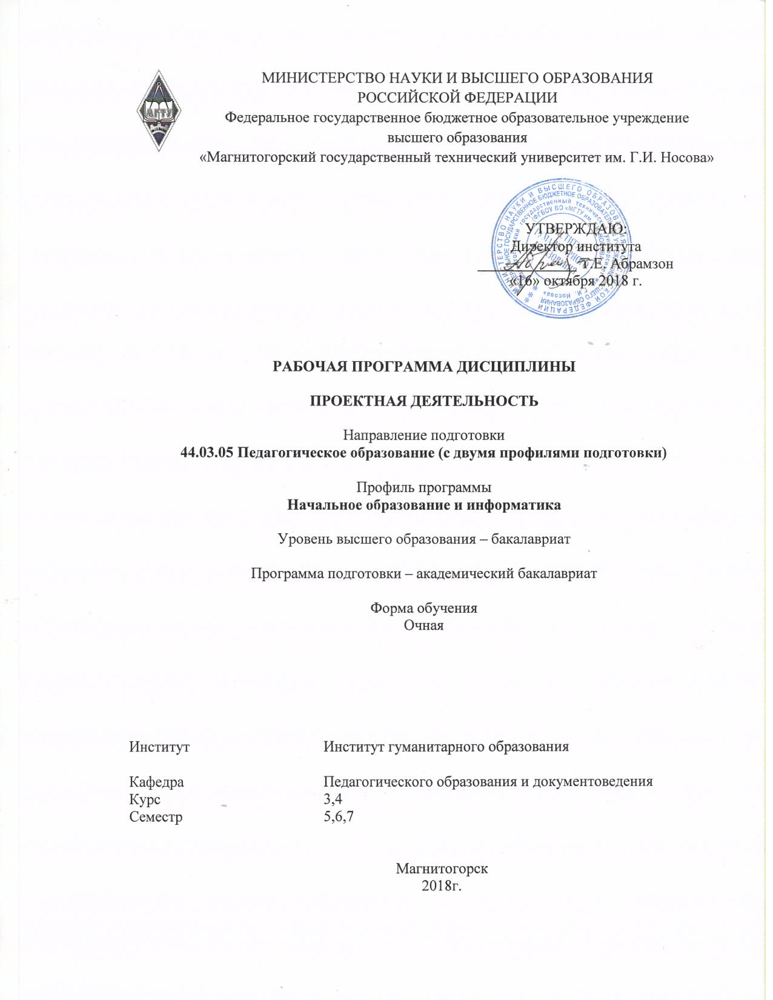 МИНИСТЕРСТВО НАУКИ И ВЫСШЕГО ОБРАЗОВАНИЯ
РОССИЙСКОЙ ФЕДЕРАЦИИ
Федеральное государственное бюджетное образовательное учреждение
высшего образования
«Магнитогорский государственный технический университет им. Г.И. Носова»
МГТУ
УТВЕРЖДАЮ:
Директор института
Т.Е. Абрамзон
«16» октября 2018 г.
РАБОЧАЯ ПРОГРАММА ДИСЦИПЛИНЫ
ПРОЕКТНАЯ ДЕЯТЕЛЬНОСТЬ
Направление подготовки
44.03.05 Педагогическое образование (с двумя профилями подготовки)
Профиль программы
Начальное образование и информатика
Уровень высшего образования – бакалавриат
Программа подготовки – академический бакалавриат
Форма обучения
Очная
Институт Институт гуманитарного образования
Кафедра Педагогического образования и документоведения
Курс 3,4
Семестр 5,6,7
Магнитогорск
2018г.